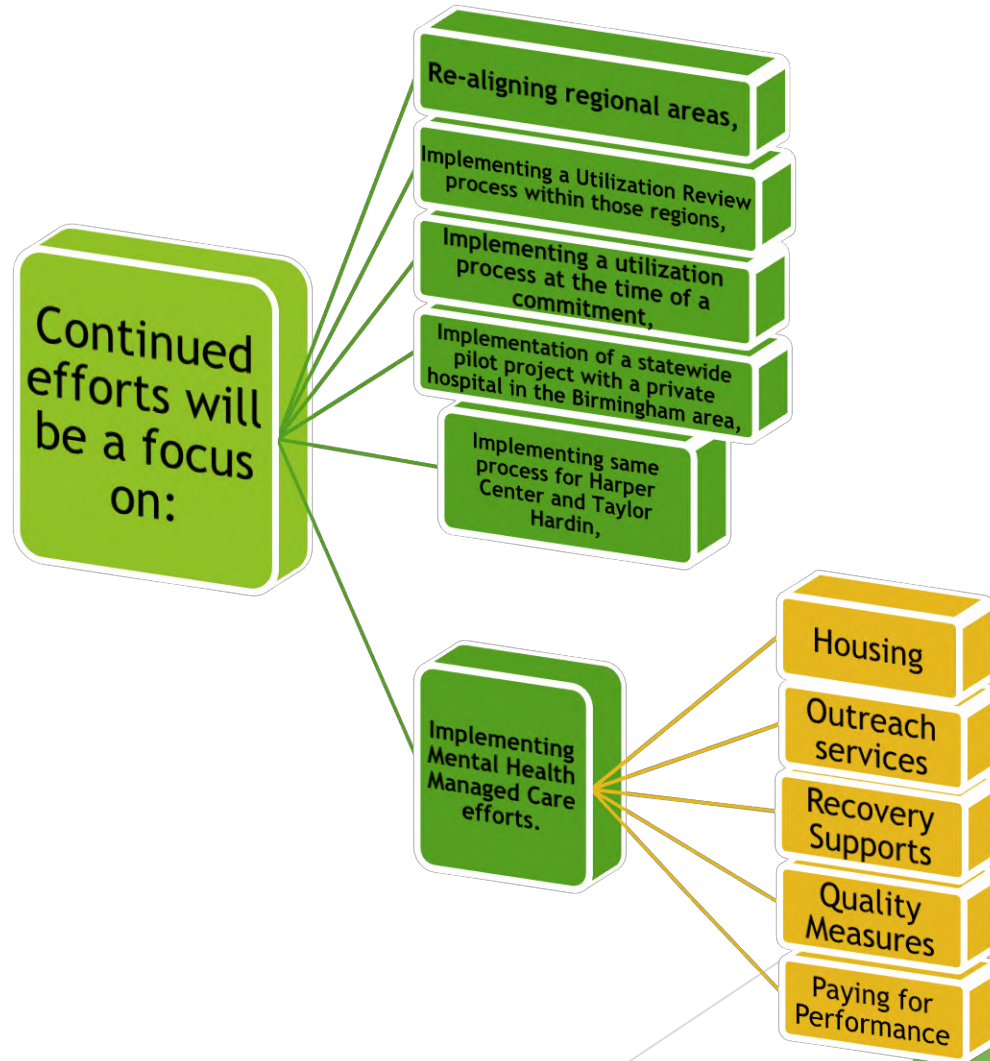 Continued
efforts will
be a focus
on:
Re-aligning regional areas,
Implementing a Utilization Review
process within those regions,
Implementing a utilization
process at the time of a
commitment,
Implementation of a statewide
pilot project with a private
hospital in the Birmingham area,
Implementing same
process for Harper
Center and Taylor
Hardin,
Implementing
Mental Health
Managed Care
efforts.
Housing
Outreach
services
Recovery
Supports
Quality
Measures
Paying for
Performance